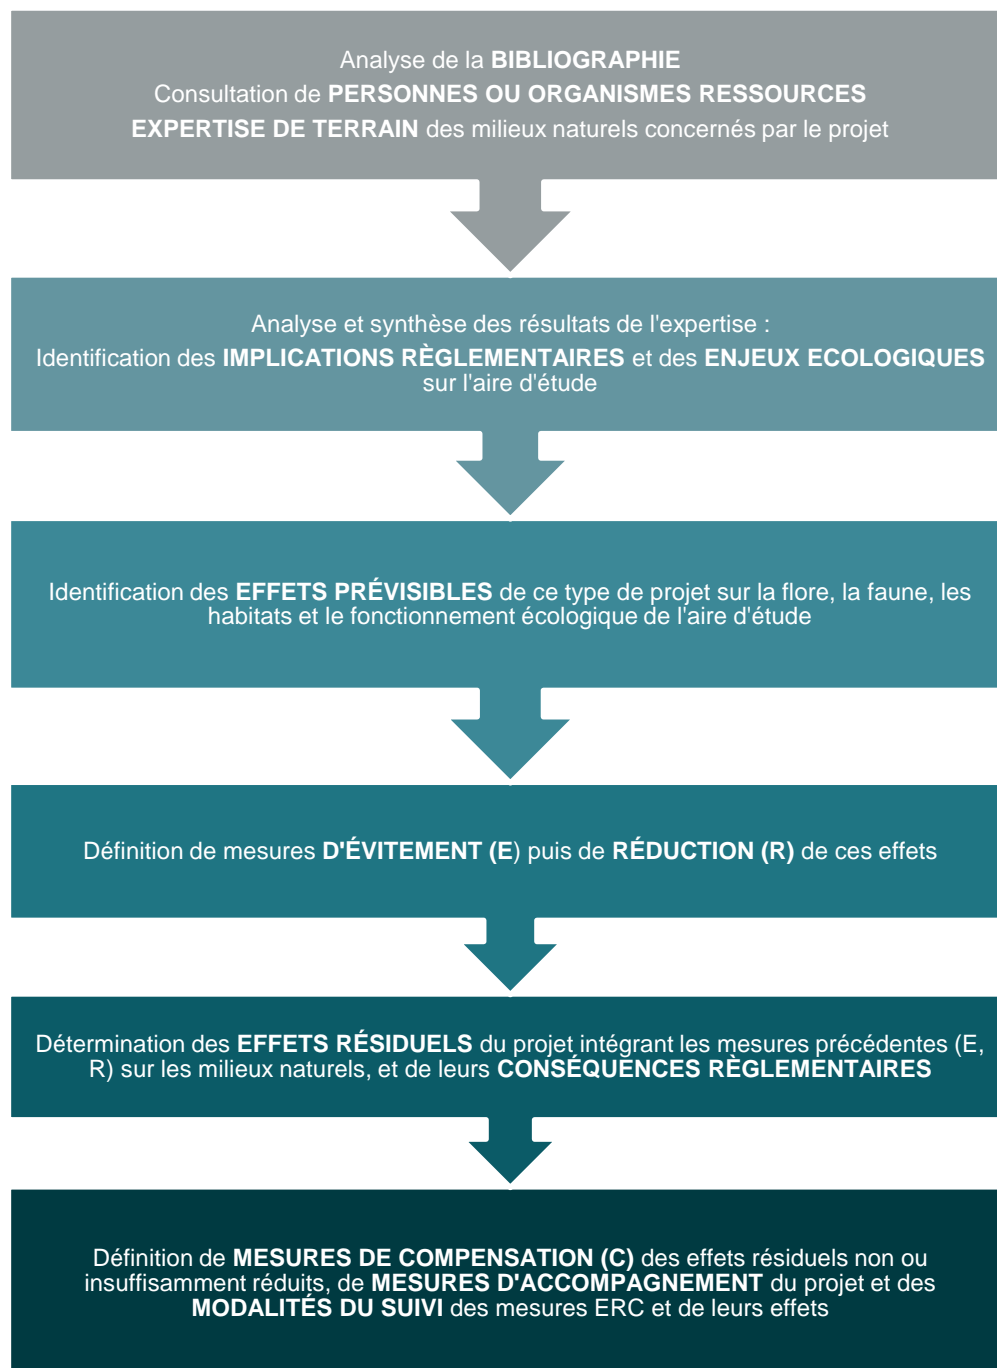 Analyse de la BIBLIOGRAPHIE
Consultation de PERSONNES OU ORGANISMES RESSOURCES
EXPERTISE DE TERRAIN des milieux naturels concernés par le projet
Analyse et synthèse des résultats de l'expertise :
Identification des IMPLICATIONS RÈGLEMENTAIRES et des ENJEUX ECOLOGIQUES
sur l'aire d'étude
Identification des EFFETS PRÉVISIBLES de ce type de projet sur la flore, la faune, les
habitats et le fonctionnement écologique de l'aire d'étude
Définition de mesures D'ÉVITEMENT (E) puis de RÉDUCTION (R) de ces effets
Détermination des EFFETS RÉSIDUELS du projet intégrant les mesures précédentes (E,
R) sur les milieux naturels, et de leurs CONSÉQUENCES RÈGLEMENTAIRES
Définition de MESURES DE COMPENSATION (C) des effets résiduels non ou
insuffisamment réduits, de MESURES D'ACCOMPAGNEMENT du projet et des
MODALITÉS DU SUIVI des mesures ERC et de leurs effets